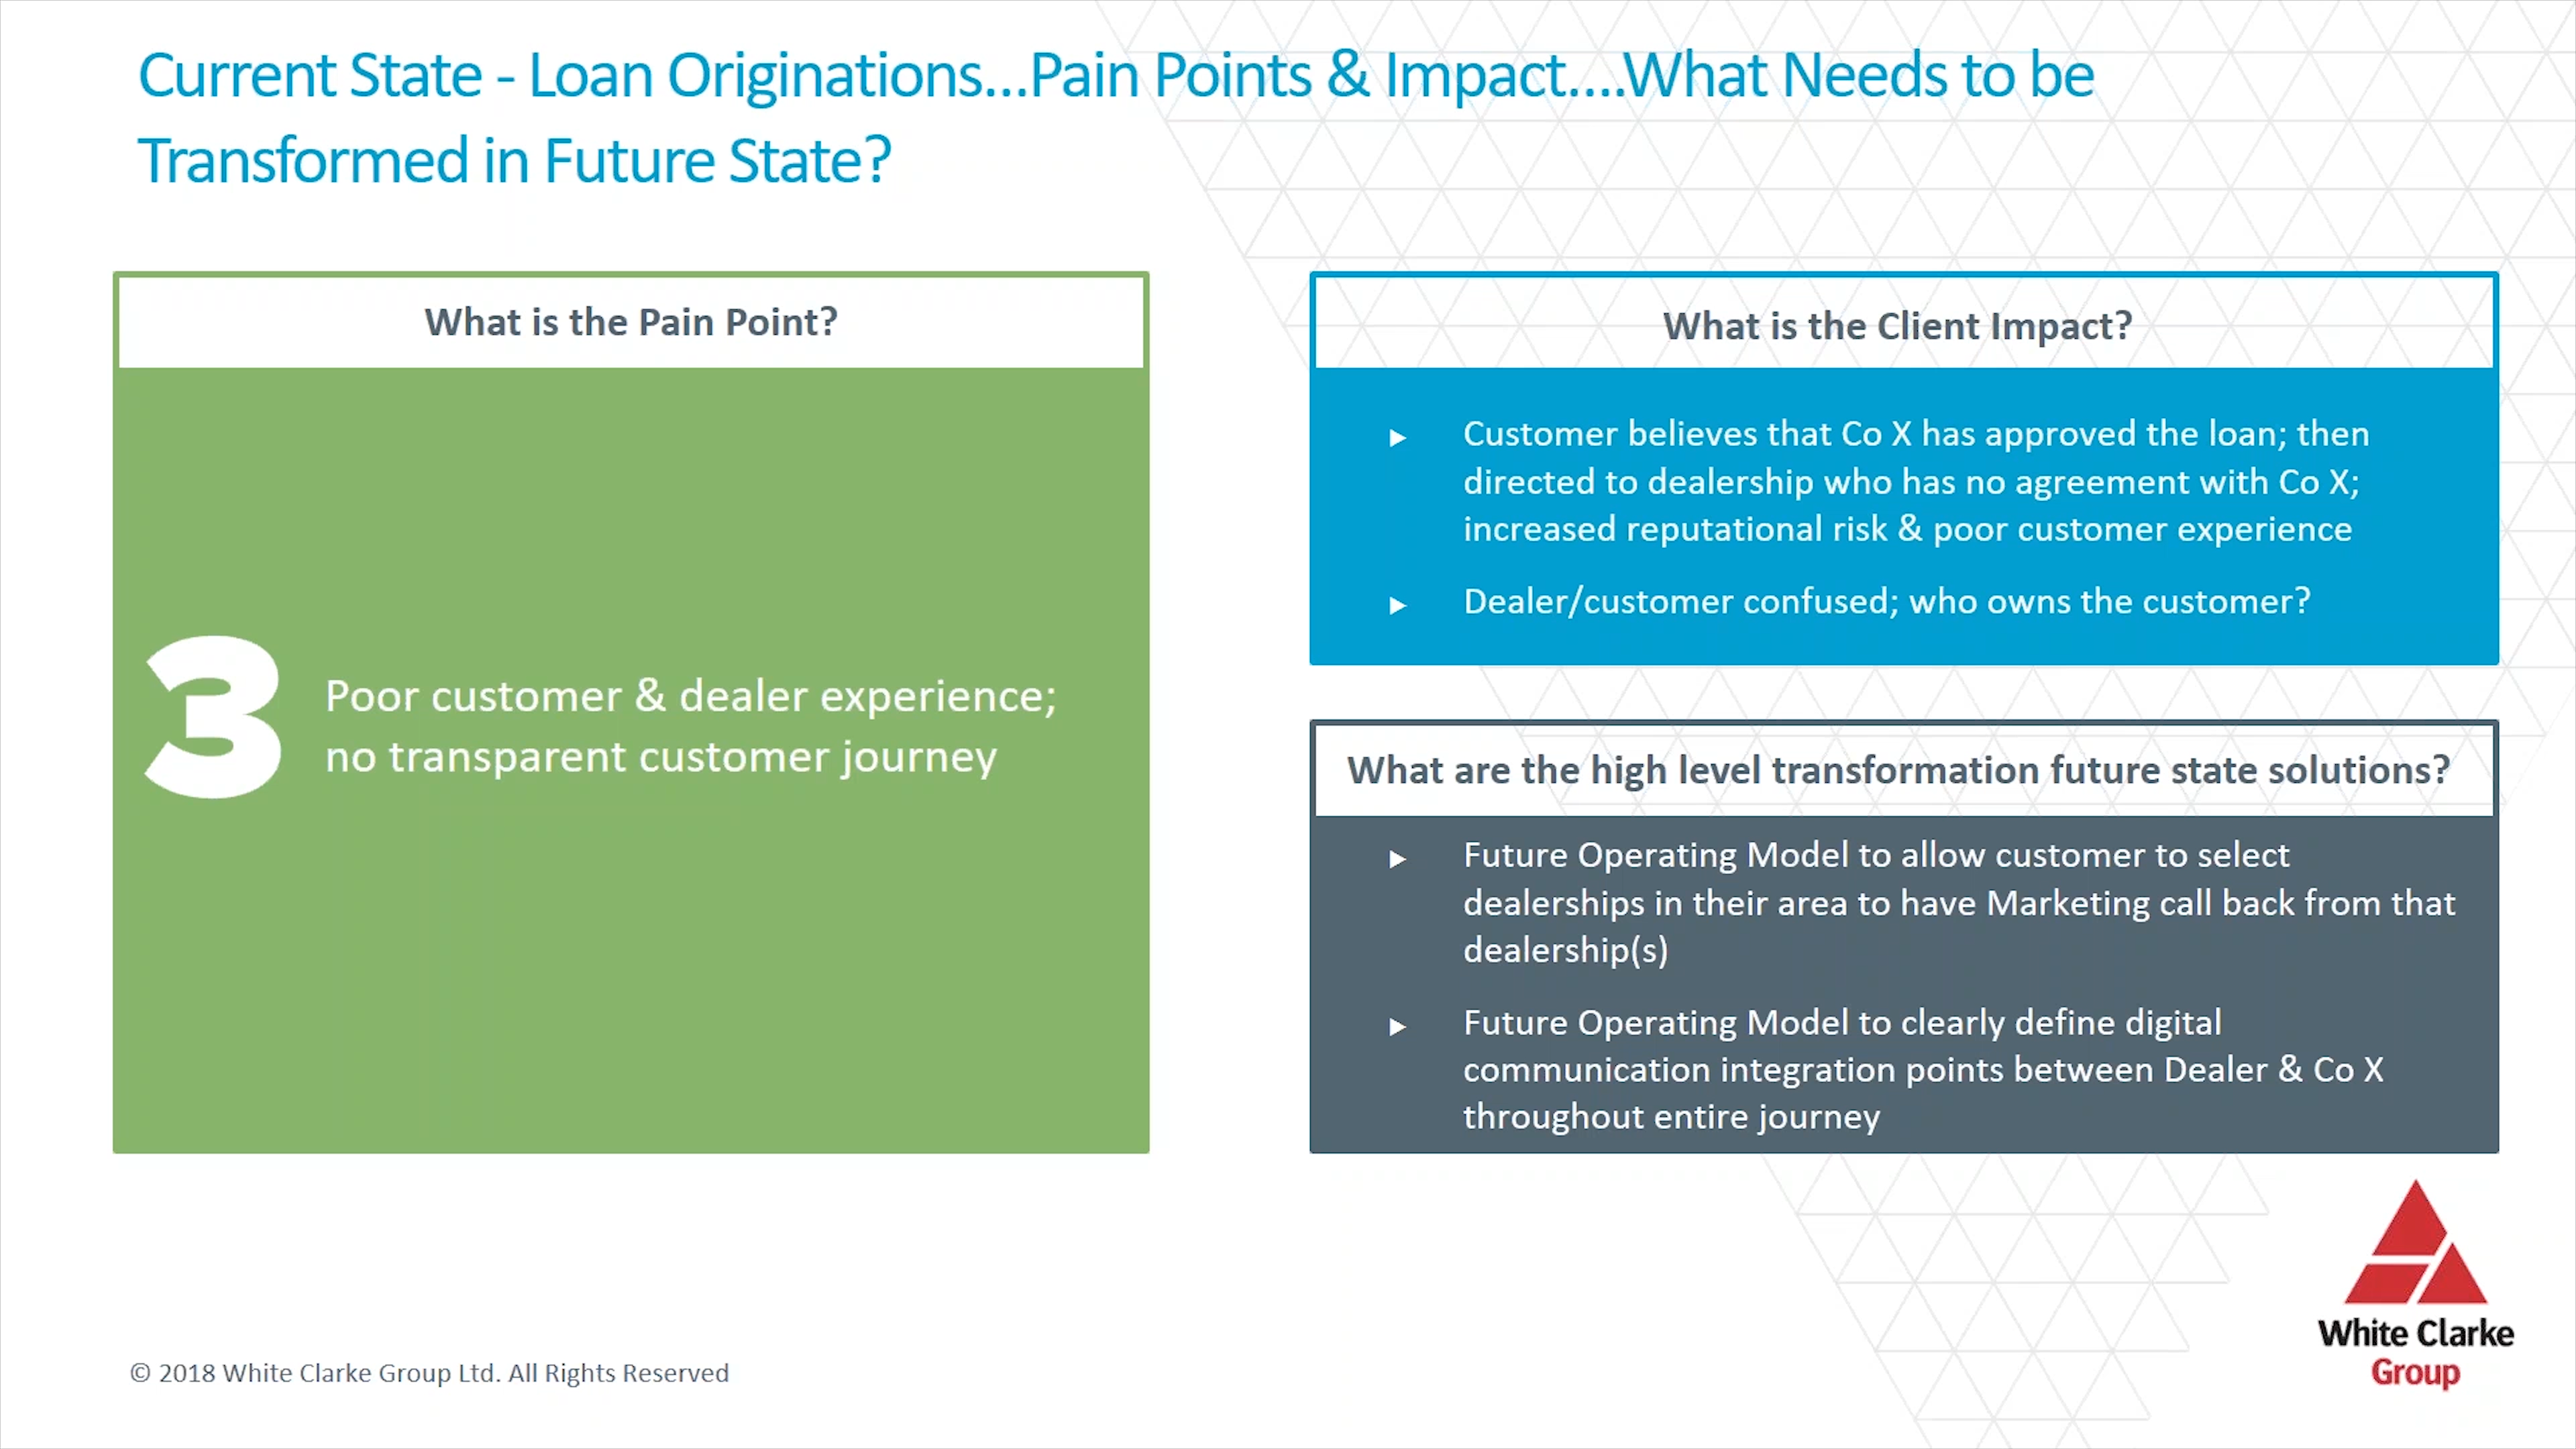 Current State - Loan Originations...Pain Points & Impact....What Needs to be
Transformed in Future State?
What is the Pain Point?
3
Poor customer & dealer experience;
no transparent customer journey
What is the Client Impact?
▶ Customer believes that Co X has approved the loan; then
directed to dealership who has no agreement with Co X;
increased reputational risk & poor customer experience
▶ Dealer/customer confused; who owns the customer?
What are the high level transformation future state solutions?
▶ Future Operating Model to allow customer to select
dealerships in their area to have Marketing call back from that
dealership(s)
▶ Future Operating Model to clearly define digital
communication integration points between Dealer & Co X
throughout entire journey
© 2018 White Clarke Group Ltd. All Rights Reserved
White Clarke
Group